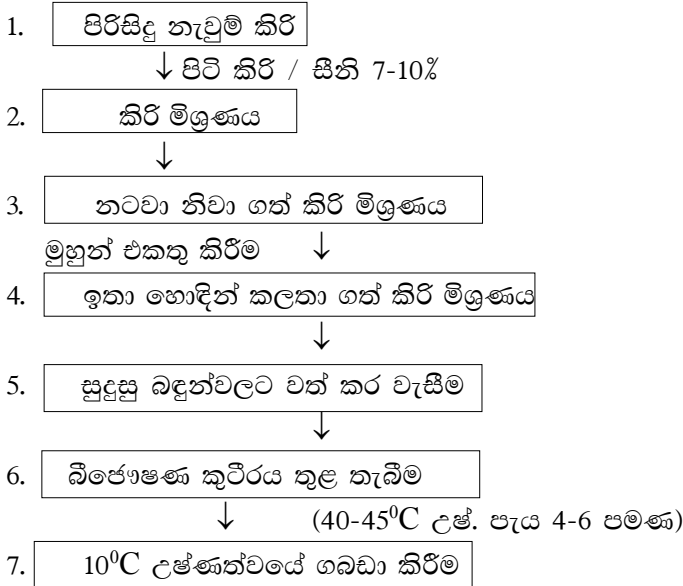 1. පිරිසිදු නැවුම් කිරි
↓ පිටි කිරි / සීනි 7-10%
2. කිරි මිශ්‍රණය
↓
3. නටවා නිවා ගත් කිරි මිශ්‍රණය
මුහුන් එකතු කිරීම ↓
4. ඉතා හොඳින් කලතා ගත් කිරි මිශ්‍රණය
↓
5. සුදුසු බඳුන්වලට වත් කර වැසීම
↓
6. බීජෞෂණ කුටීරය තුළ තැබීම
↓ (40-45⁰C උෂ්. පැය 4-6 පමණ)
7. 10⁰C උෂ්ණත්වයේ ගබඩා කිරීම